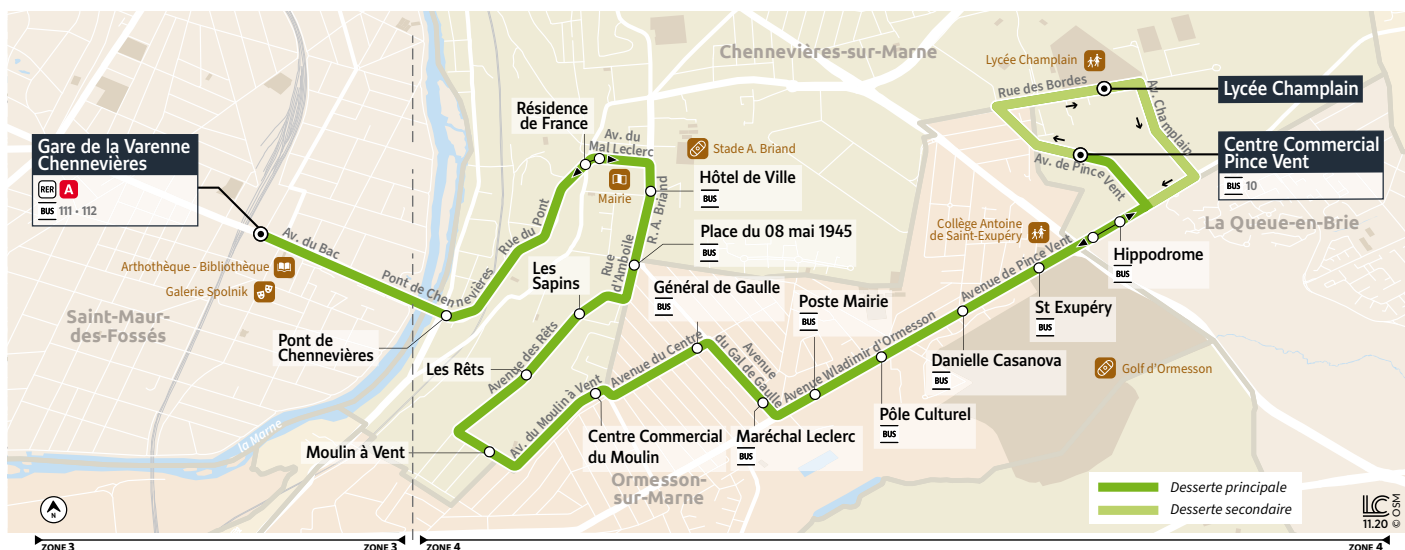 Chennevières-sur-Marne
Lycée Champlain
Rue des Bordes
Av. Champlain
Lycée Champlain
Centre Commercial
Pince Vent
BUS 10
Av. de Pince Vent
La Queue-en-Brie
Résidence
de France
Av. du
Mal Leclerc
Stade A. Briand
Mairie
Hôtel de Ville
BUS
R. A. Briand
Gare de la Varenne
Chennevières
RER A
BUS 111 • 112
Av. du Bac
Arthothèque - Bibliothèque
Galerie Spolnik
Saint-Maur-
des-Fossés
Pont de Chennevières
Rue du Pont
Pont de
Chennevières
Place du 08 mai 1945
BUS
Rue
d'Amboile
Les
Sapins
Général de Gaulle
BUS
Poste Mairie
BUS
Collège Antoine
de Saint-Exupéry
Avenue de Pince Vent
Hippodrome
BUS
St Exupéry
BUS
Danielle Casanova
BUS
Golf d'Ormesson
Les Rêts
Avenue des Rêts
Avenue du Centre
Avenue
du Gal de Gaulle
Avenue Wladimir d'Ormesson
Pôle Culturel
BUS
Maréchal Leclerc
BUS
Centre Commercial
du Moulin
Av. du Moulin à Vent
Moulin à Vent
la Marne
Ormesson-
sur-Marne
Desserte principale
Desserte secondaire
N
LC
11.20
© OSM
ZONE 3
ZONE 3
ZONE 4
ZONE 4